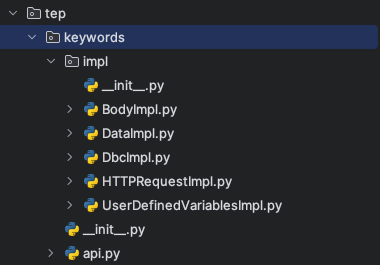 tep
keywords
impl
__init__.py
BodyImpl.py
DataImpl.py
DbcImpl.py
HTTPRequestImpl.py
UserDefinedVariablesImpl.py
__init__.py
api.py